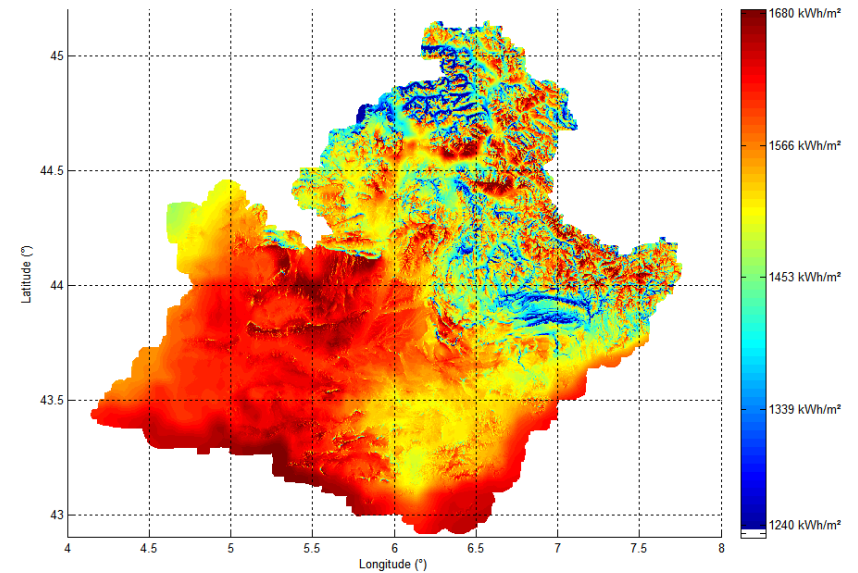 1680 kWh/m²
45
1566 kWh/m²
44.5
1453 kWh/m²
Latitude (°)
44
1339 kWh/m²
43.5
43
1240 kWh/m²
4 4.5 5 5.5 6 6.5 7 7.5 8
Longitude (°)